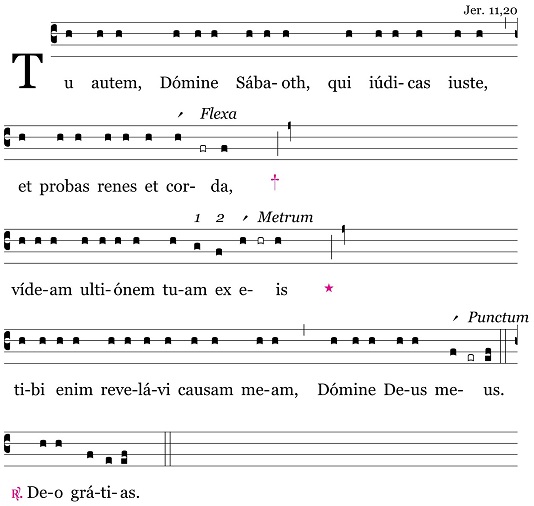 Jer. 11,20
Tu autem, Dómine Sába-oth, qui iúdi-cas iuste,
Flexa
et probas renes et cor-da, †
1 2 Metrum
víde-am ulti-ónem tu-am ex e-is ★
Punctum
ti-bi enim reve-lá-vi causam me-am, Dómine De-us me-us.
℟. De-o grá-ti-as.